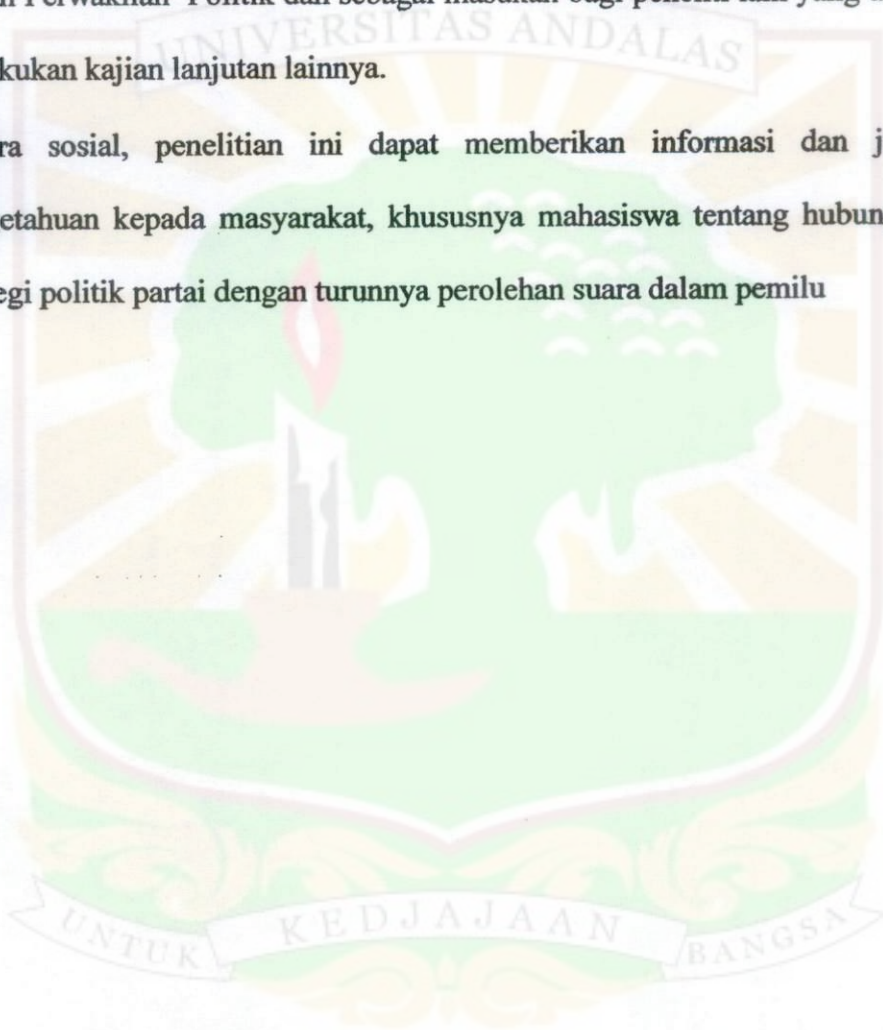 Perwakilan Politik dan sebagai masukan bagi peneliti lain yang
UNIVERSITAS ANDALAS
kukan kajian lanjutan lainnya.
ra sosial, penelitian ini dapat memberikan informasi dan j
etahuan kepada masyarakat, khususnya mahasiswa tentang hubun
egi politik partai dengan turunnya perolehan suara dalam pemilu
UNTUK KEDJAJAAN BANGSA